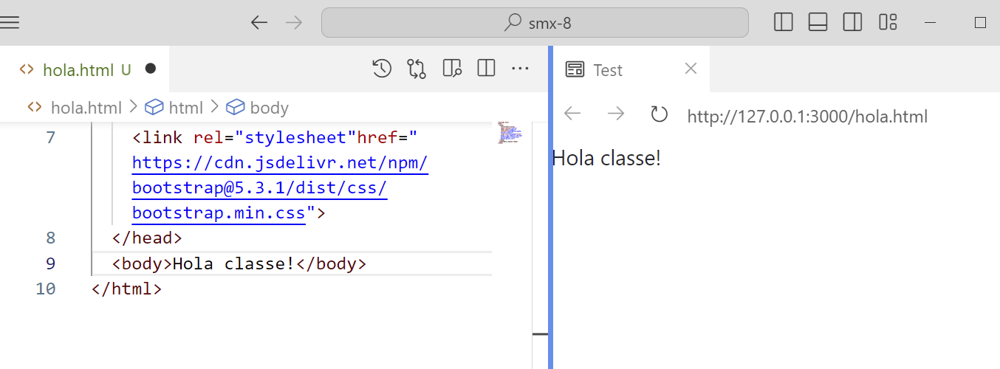 smx-8
hola.html U
Test
hola.html > html > body
http://127.0.0.1:3000/hola.html
7 <link rel="stylesheet"href="
https://cdn.jsdelivr.net/npm/
bootstrap@5.3.1/dist/css/
bootstrap.min.css">
8 </head>
9 <body>Hola classe!</body>
10 </html>
Hola classe!